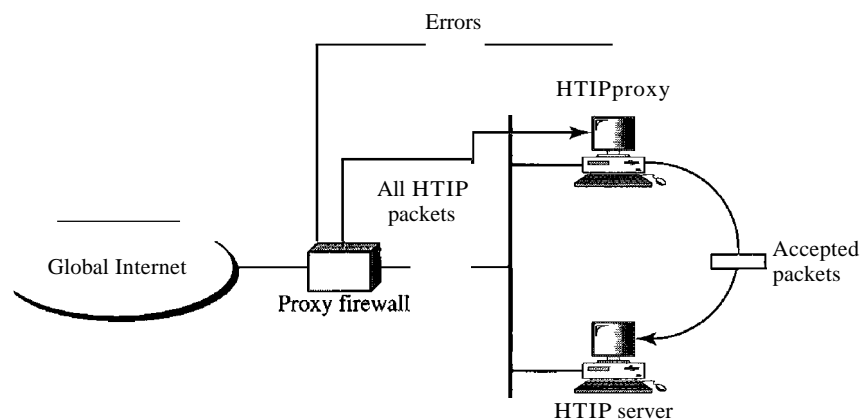 Errors
HTIPproxy
All HTIP
packets
Global Internet
Accepted
packets
Proxy firewall
HTIP server